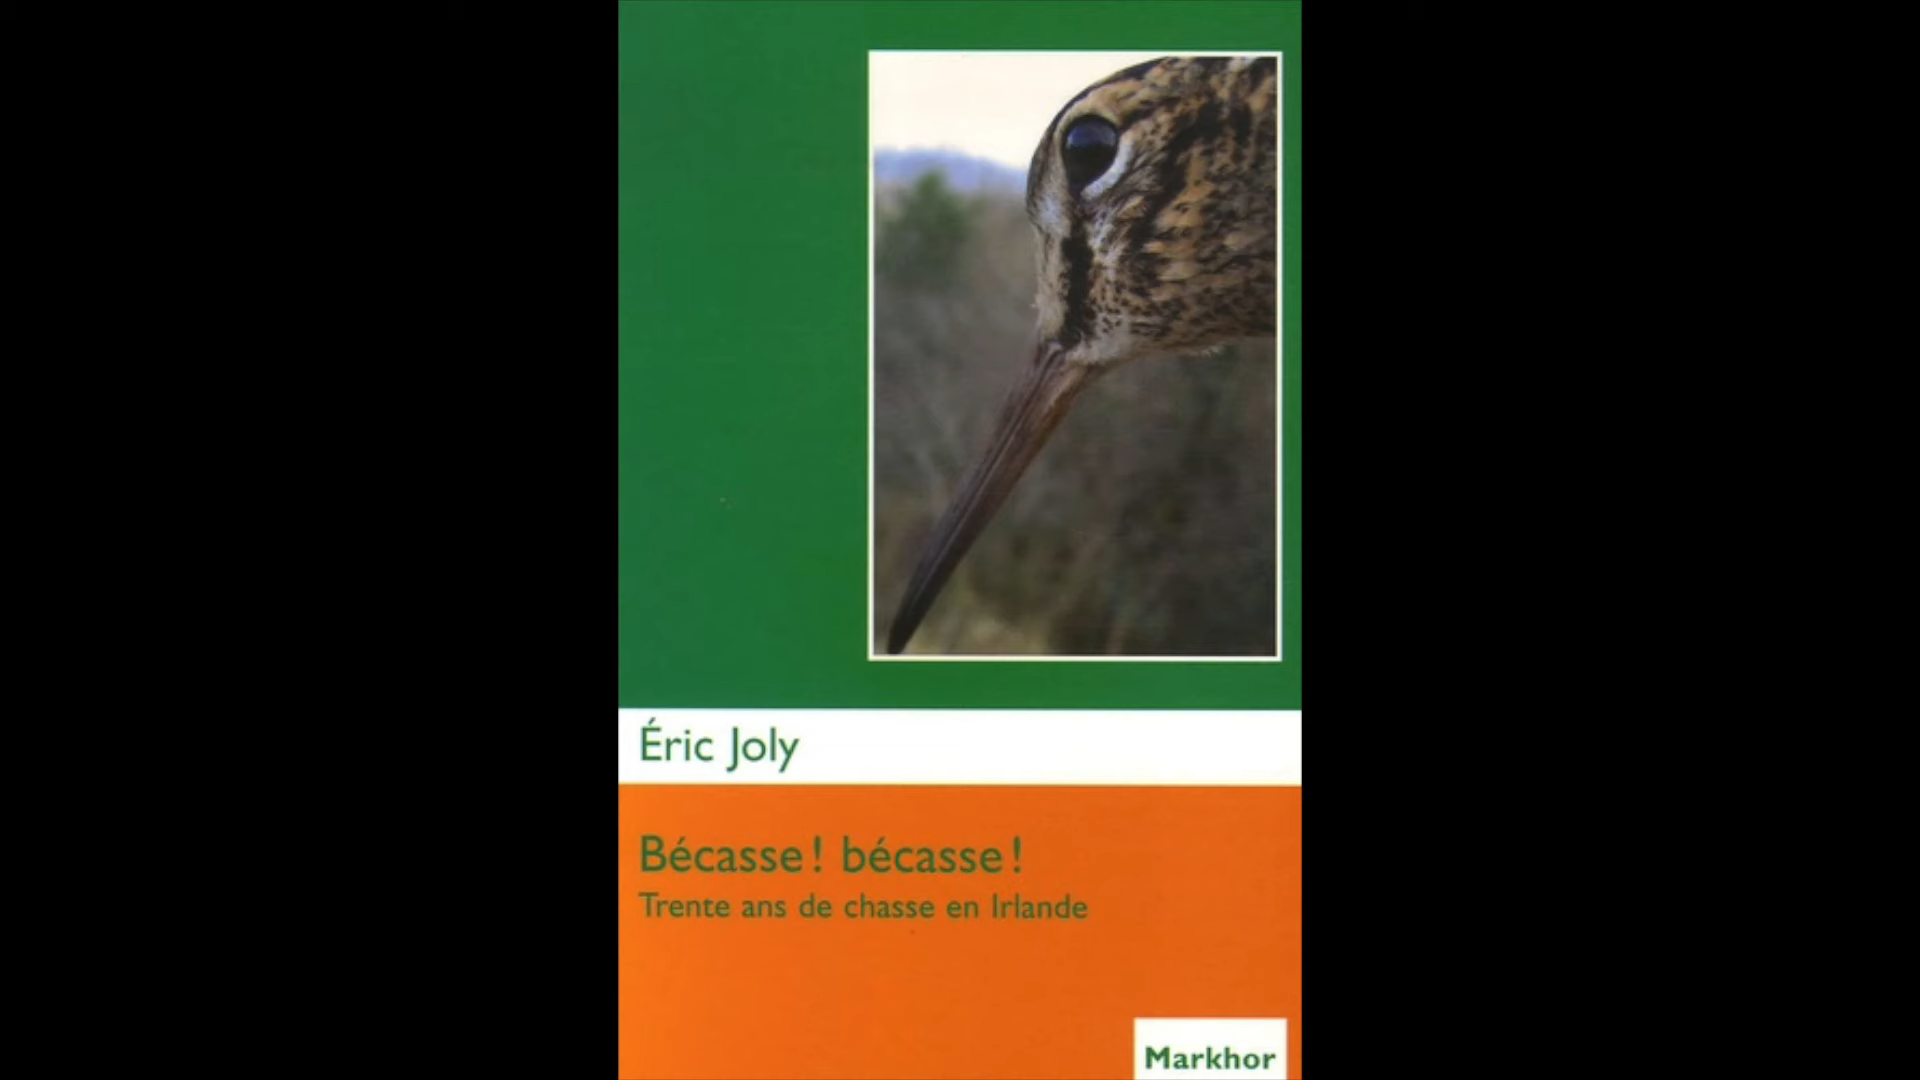 Éric Joly
Bécasse ! bécasse !
Trente ans de chasse en Irlande
Markhor